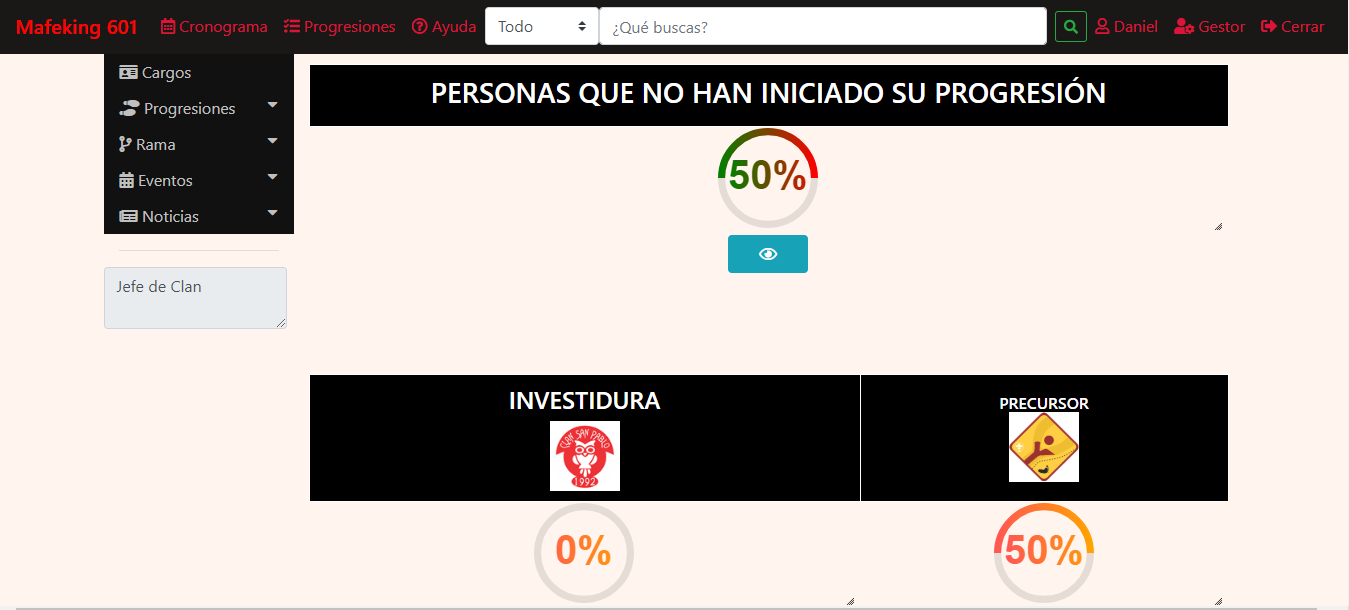 Mafeking 601 Cronograma Progresiones Ayuda Todo ¿Qué buscas? Daniel Gestor Cerrar
Cargos
Progresiones
Rama
Eventos
Noticias
Jefe de Clan
PERSONAS QUE NO HAN INICIADO SU PROGRESIÓN
50%
INVESTIDURA
CLAN SAN PABLO
1992
PRECURSOR
0%
50%